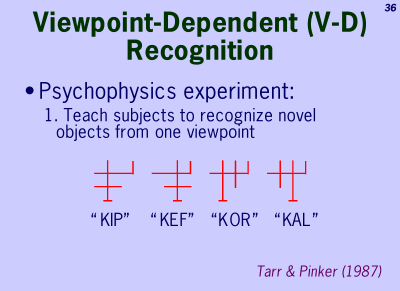 36
Viewpoint-Dependent (V-D)
Recognition
• Psychophysics experiment:
1. Teach subjects to recognize novel
objects from one viewpoint
“KIP” “KEF” “KOR” “KAL”
Tarr & Pinker (1987)